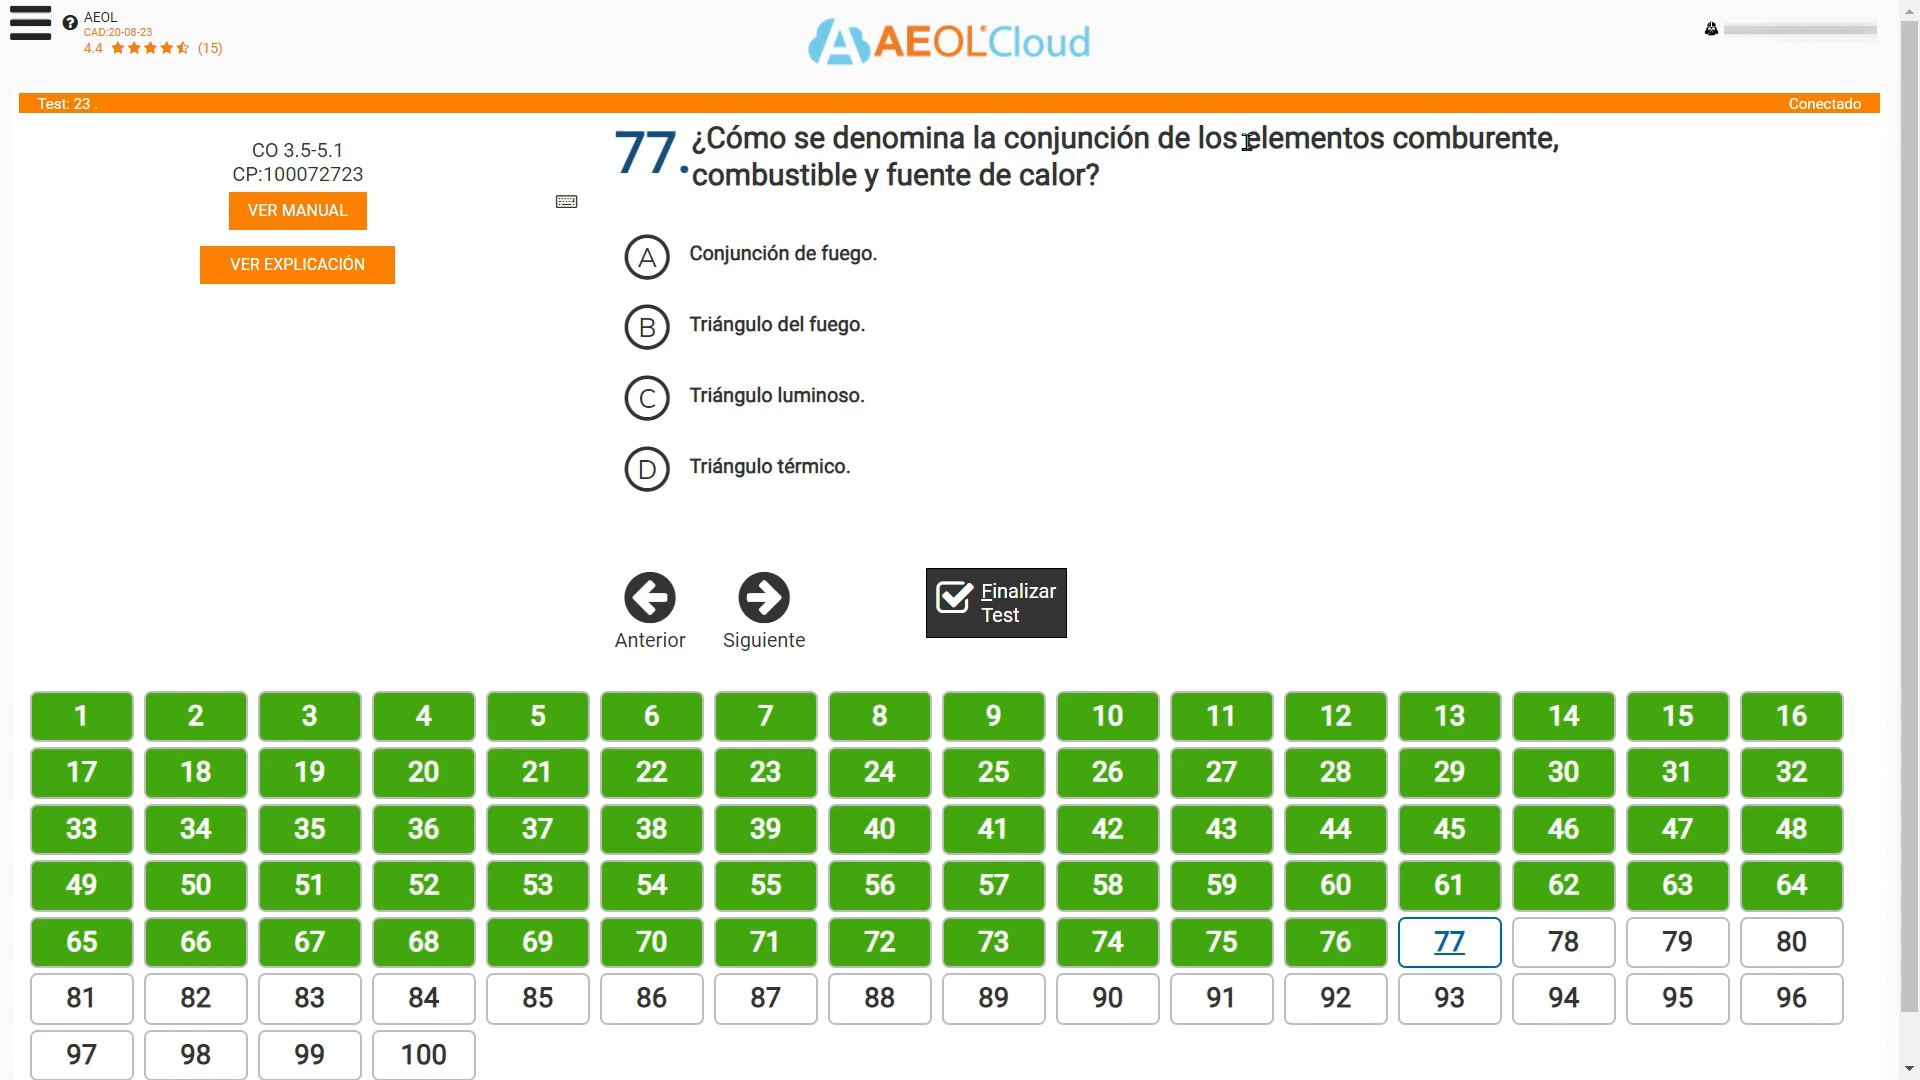 AEOL
CAD:20-08-23
4.4 (15)
AEOL Cloud
Test: 23 .
Conectado
CO 3.5-5.1
CP:100072723
VER MANUAL
VER EXPLICACIÓN
77. ¿Cómo se denomina la conjunción de los elementos comburente,
combustible y fuente de calor?
A Conjunción de fuego.
B Triángulo del fuego.
C Triángulo luminoso.
D Triángulo térmico.
Anterior
Siguiente
Finalizar
Test
1 2 3 4 5 6 7 8 9 10 11 12 13 14 15 16
17 18 19 20 21 22 23 24 25 26 27 28 29 30 31 32
33 34 35 36 37 38 39 40 41 42 43 44 45 46 47 48
49 50 51 52 53 54 55 56 57 58 59 60 61 62 63 64
65 66 67 68 69 70 71 72 73 74 75 76 77 78 79 80
81 82 83 84 85 86 87 88 89 90 91 92 93 94 95 96
97 98 99 100